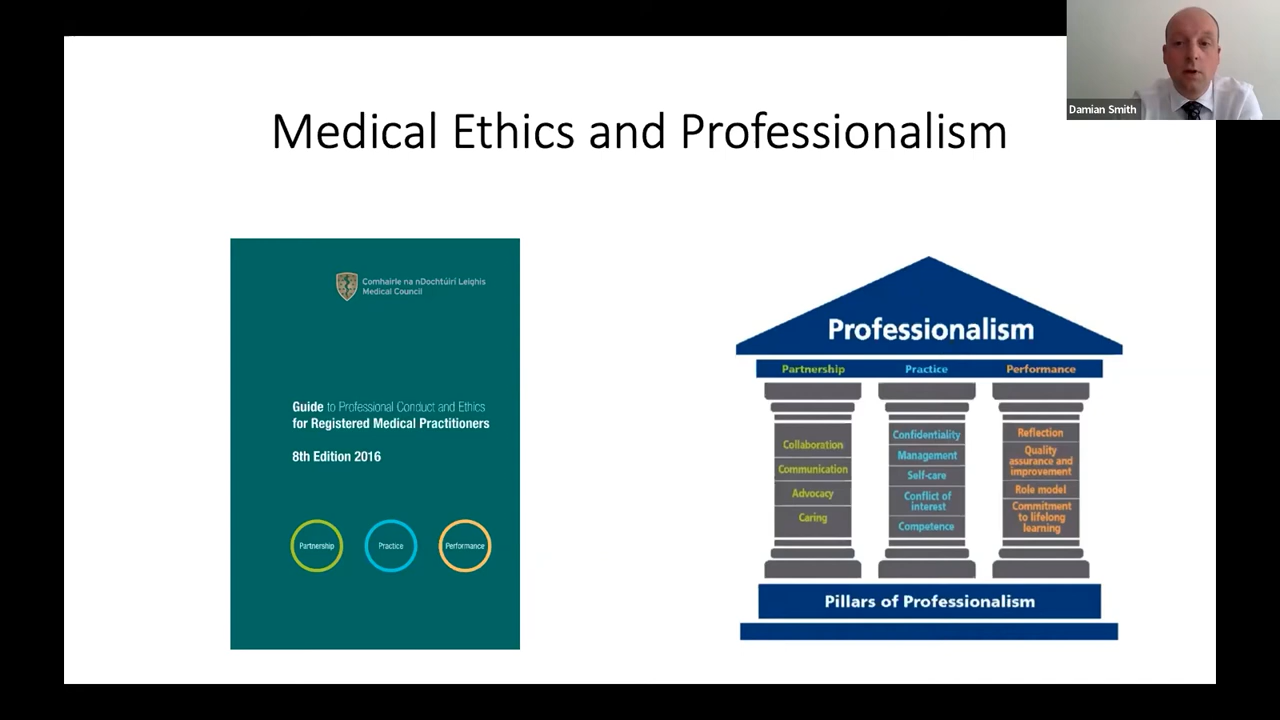 Damian Smith
Medical Ethics and Professionalism
Comhairle na nDochtúirí Leighis
Medical Council
Guide to Professional Conduct and Ethics
for Registered Medical Practitioners
8th Edition 2016
Partnership
Practice
Performance
Professionalism
Partnership
Practice
Performance
Collaboration
Communication
Advocacy
Caring
Confidentiality
Management
Self-care
Conflict of
interest
Competence
Reflection
Quality
assurance and
improvement
Role model
Commitment
to lifelong
learning
Pillars of Professionalism